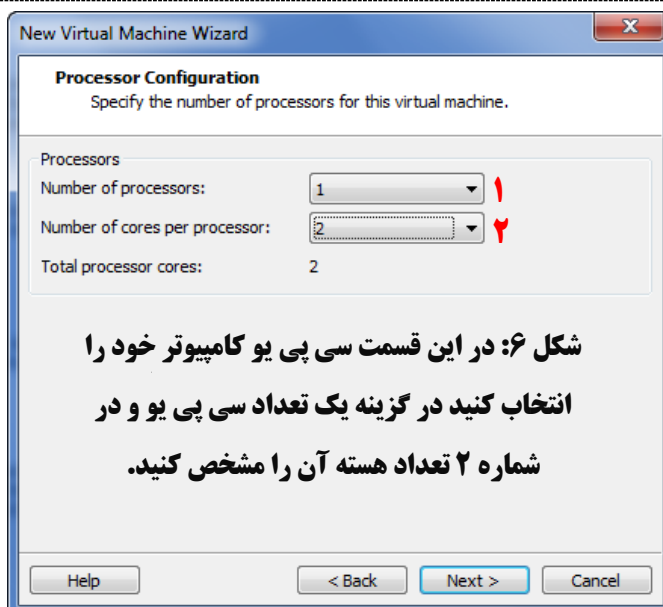 New Virtual Machine Wizard
Processor Configuration
Specify the number of processors for this virtual machine.
Processors
Number of processors: 1 ۱
Number of cores per processor: 2 ۲
Total processor cores: 2
شکل ۶: در این قسمت سی پی یو کامپیوتر خود را
انتخاب کنید در گزینه یک تعداد سی پی یو و در
شماره ۲ تعداد هسته آن را مشخص کنید.
Help < Back Next > Cancel